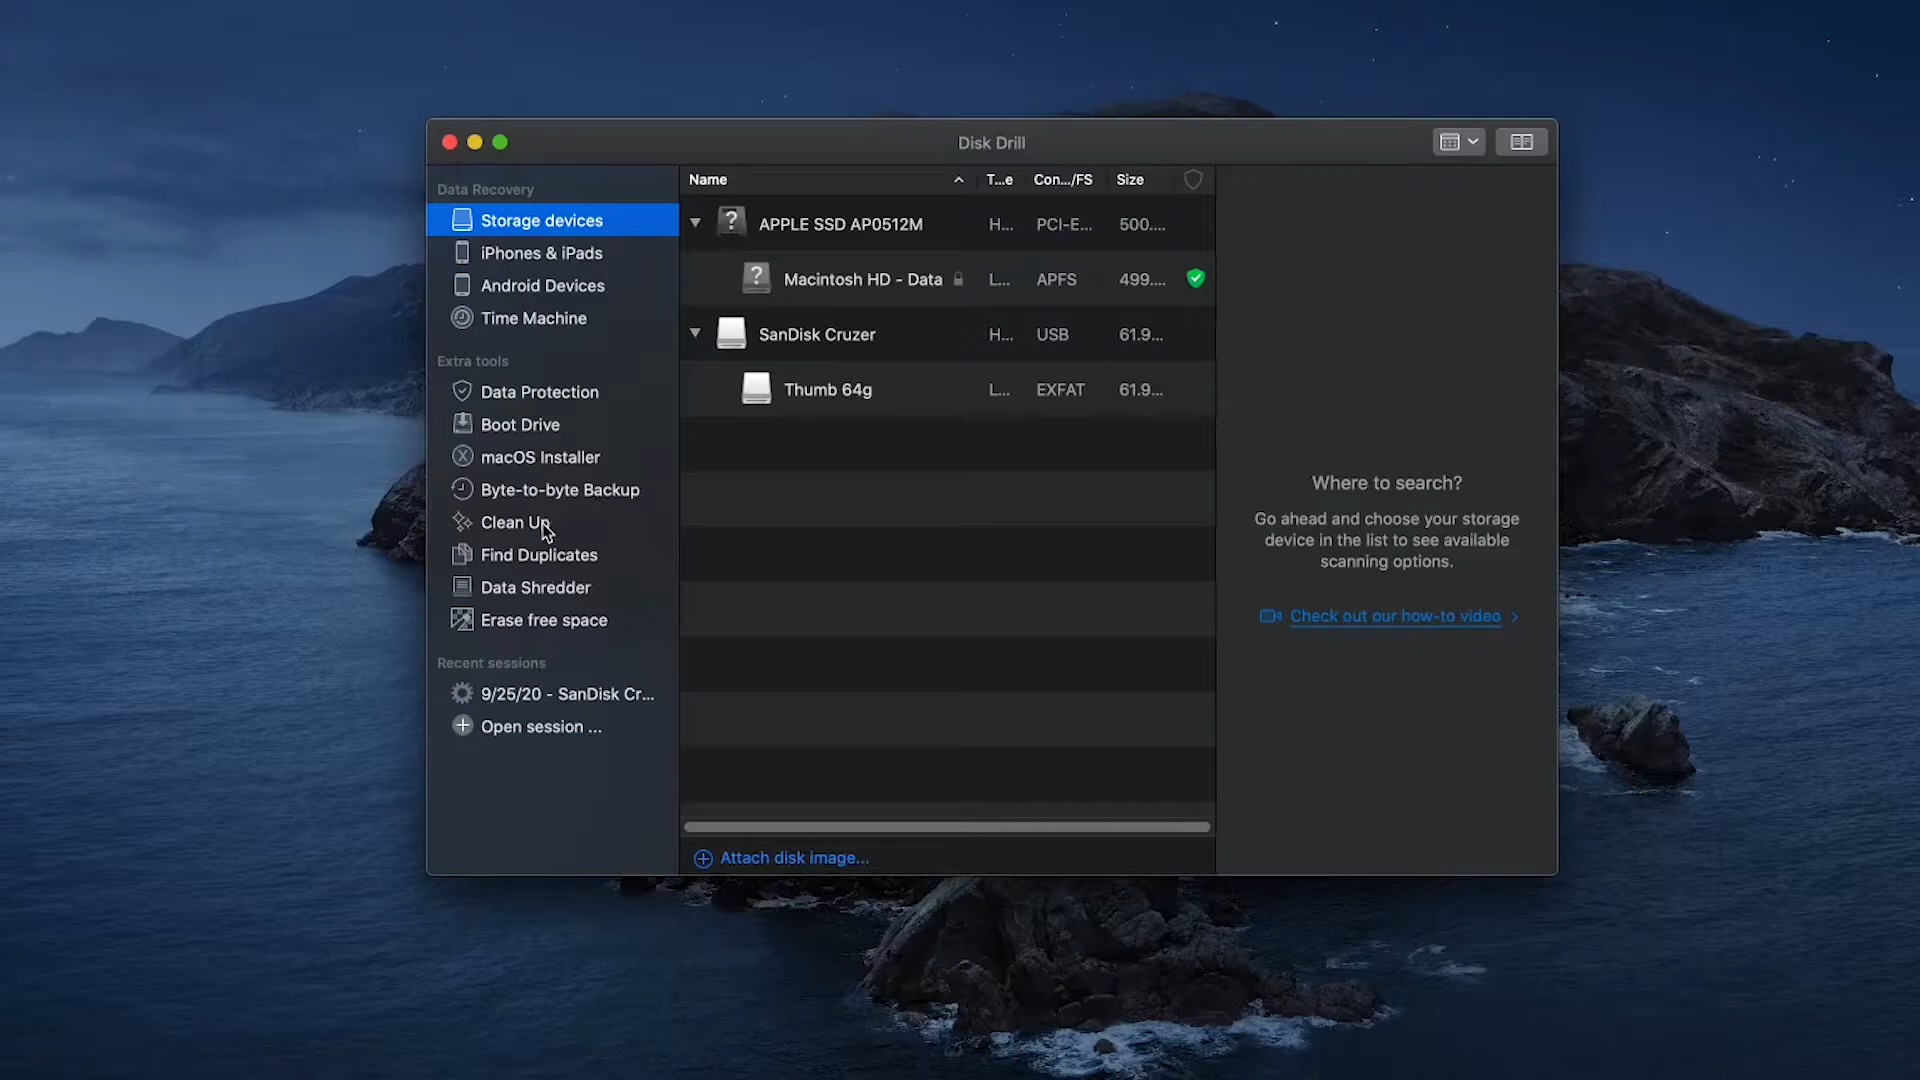 Disk Drill
Data Recovery
Storage devices
iPhones & iPads
Android Devices
Time Machine
Extra tools
Data Protection
Boot Drive
macOS Installer
Byte-to-byte Backup
Clean Up
Find Duplicates
Data Shredder
Erase free space
Recent sessions
9/25/20 - SanDisk Cr...
Open session ...
Name T...e Con.../FS Size
APPLE SSD AP0512M H... PCI-E... 500....
Macintosh HD - Data L... APFS 499....
SanDisk Cruzer H... USB 61.9...
Thumb 64g L... EXFAT 61.9...
Attach disk image...
Where to search?
Go ahead and choose your storage
device in the list to see available
scanning options.
Check out our how-to video